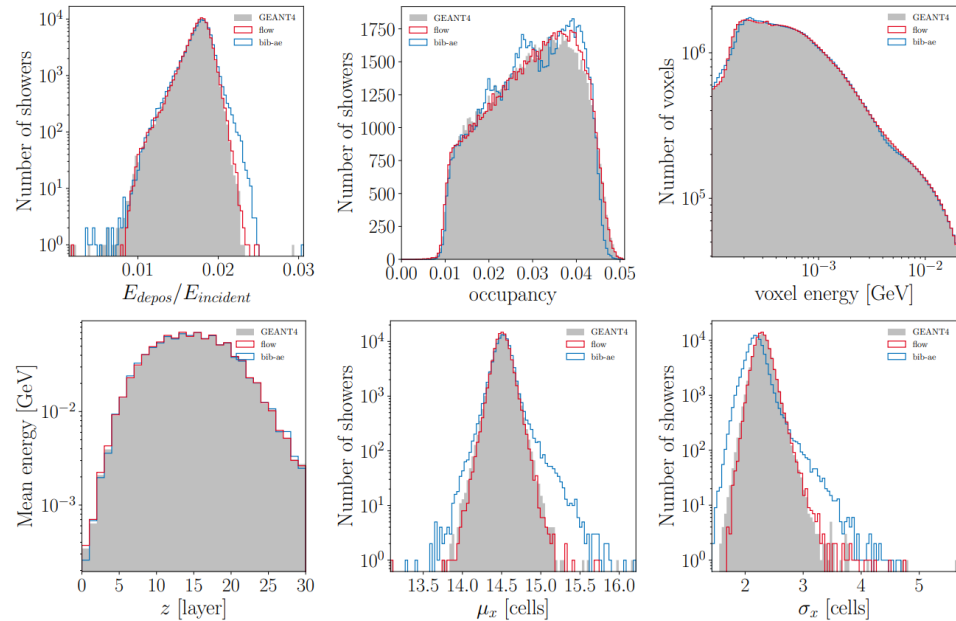 GEANT4
flow
bib-ae
10^4
10^3
10^2
10^1
10^0
Number of showers
0.01
0.02
0.03
E_{depos}/E_{incident}
GEANT4
flow
bib-ae
1750
1500
1250
1000
750
500
250
0
Number of showers
0.00
0.01
0.02
0.03
0.04
0.05
occupancy
GEANT4
flow
bib-ae
10^6
10^5
Number of voxels
10^{-3}
10^{-2}
voxel energy [GeV]
GEANT4
flow
bib-ae
10^{-2}
10^{-3}
Mean energy [GeV]
0
5
10
15
20
25
30
z [layer]
GEANT4
flow
bib-ae
10^4
10^3
10^2
10^1
10^0
Number of showers
13.5
14.0
14.5
15.0
15.5
16.0
μ_x [cells]
GEANT4
flow
bib-ae
10^4
10^3
10^2
10^1
10^0
Number of showers
2
3
4
5
σ_x [cells]